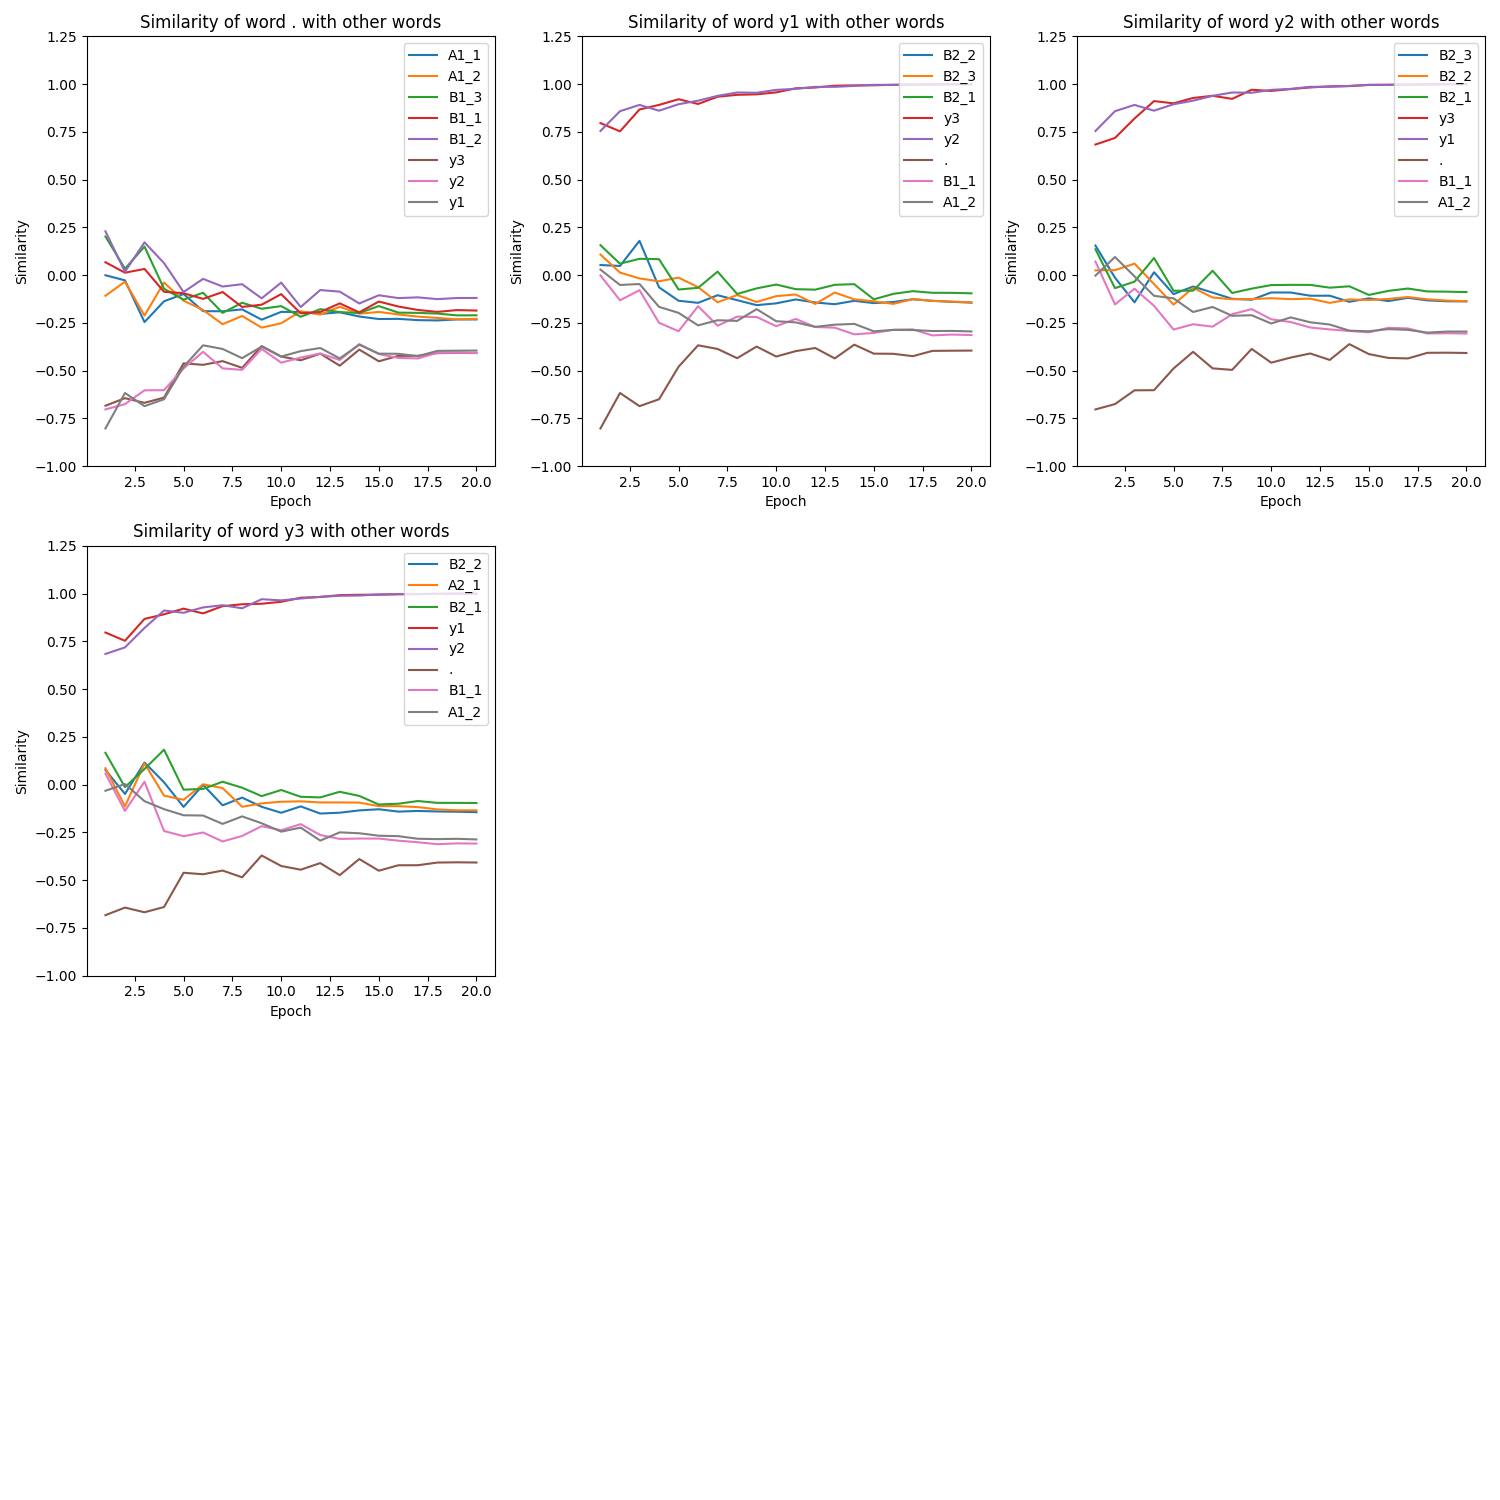 Similarity of word . with other words
1.25
1.00
0.75
0.50
0.25
0.00
−0.25
−0.50
−0.75
−1.00
Similarity
2.5 5.0 7.5 10.0 12.5 15.0 17.5 20.0
Epoch
A1_1
A1_2
B1_3
B1_1
B1_2
y3
y2
y1
Similarity of word y1 with other words
1.25
1.00
0.75
0.50
0.25
0.00
−0.25
−0.50
−0.75
−1.00
Similarity
2.5 5.0 7.5 10.0 12.5 15.0 17.5 20.0
Epoch
B2_2
B2_3
B2_1
y3
y2
.
B1_1
A1_2
Similarity of word y2 with other words
1.25
1.00
0.75
0.50
0.25
0.00
−0.25
−0.50
−0.75
−1.00
Similarity
2.5 5.0 7.5 10.0 12.5 15.0 17.5 20.0
Epoch
B2_3
B2_2
B2_1
y3
y1
.
B1_1
A1_2
Similarity of word y3 with other words
1.25
1.00
0.75
0.50
0.25
0.00
−0.25
−0.50
−0.75
−1.00
Similarity
2.5 5.0 7.5 10.0 12.5 15.0 17.5 20.0
Epoch
B2_2
A2_1
B2_1
y1
y2
.
B1_1
A1_2